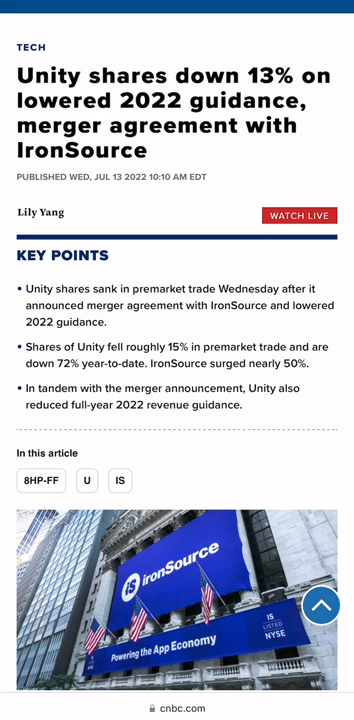 TECH
Unity shares down 13% on
lowered 2022 guidance,
merger agreement with
IronSource
PUBLISHED WED, JUL 13 2022 10:10 AM EDT
Lily Yang
WATCH LIVE
KEY POINTS
• Unity shares sank in premarket trade Wednesday after it
announced merger agreement with IronSource and lowered
2022 guidance.
• Shares of Unity fell roughly 15% in premarket trade and are
down 72% year-to-date. IronSource surged nearly 50%.
• In tandem with the merger announcement, Unity also
reduced full-year 2022 revenue guidance.
In this article
8HP-FF U IS
iS ironSource
Powering the App Economy
IS
LISTED
NYSE
cnbc.com